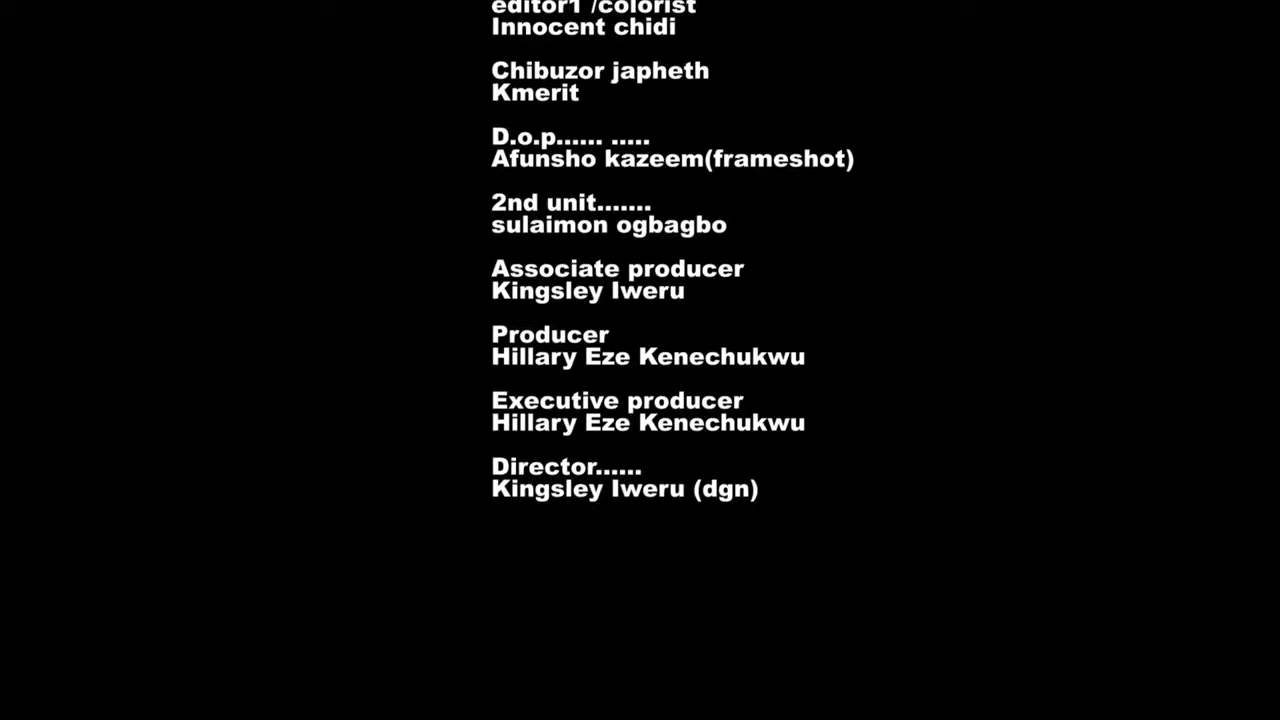 editor1 /colorist
Innocent chidi
Chibuzor japheth
Kmerit
D.o.p...... .....
Afunsho kazeem(frameshot)
2nd unit.......
sulaimon ogbagbo
Associate producer
Kingsley Iweru
Producer
Hillary Eze Kenechukwu
Executive producer
Hillary Eze Kenechukwu
Director......
Kingsley Iweru (dgn)